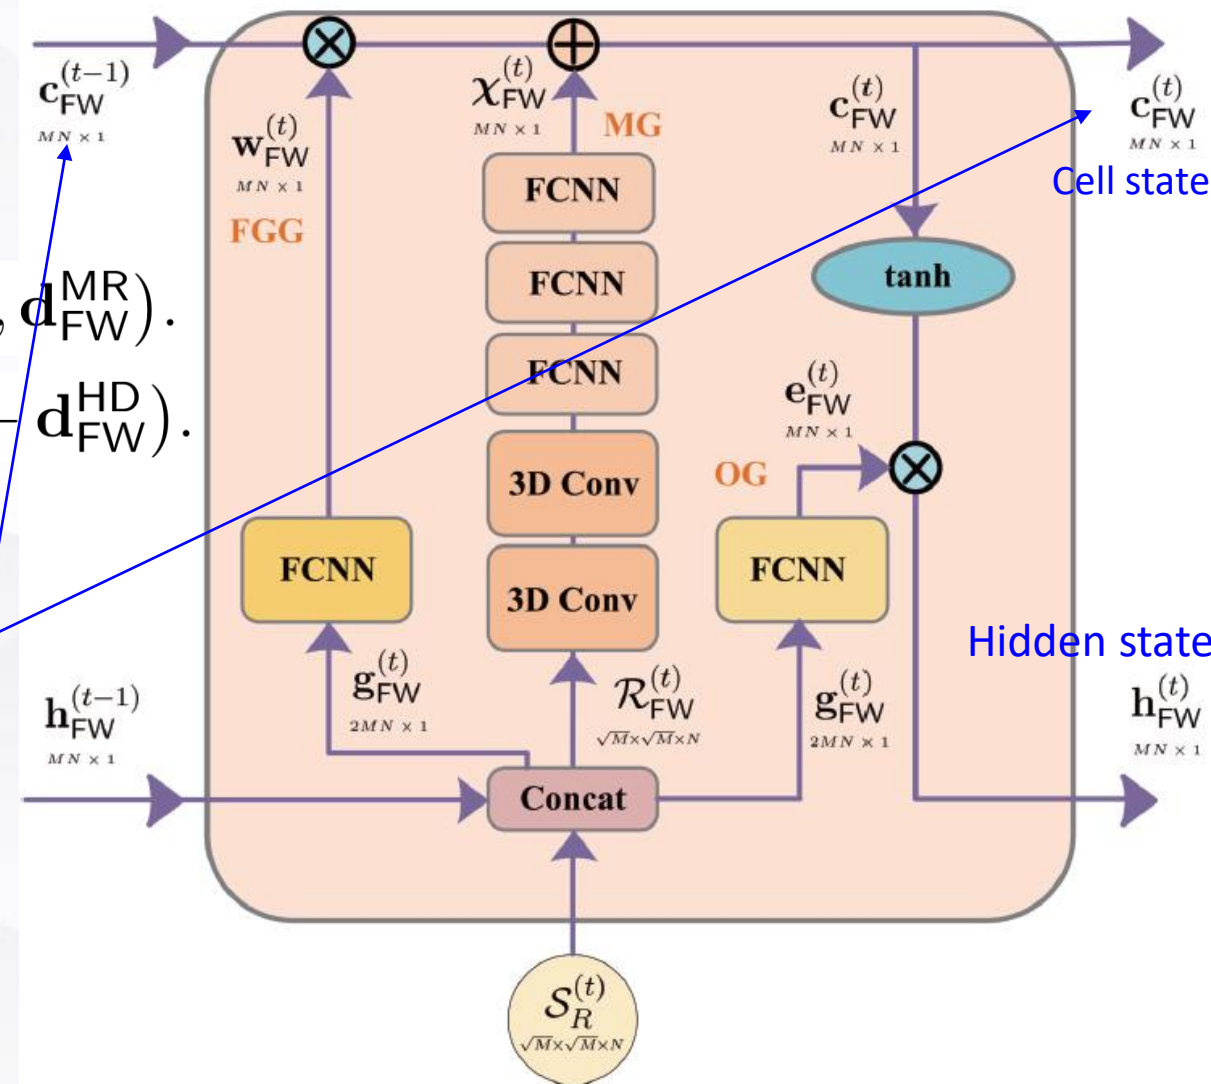 c_FW^(t−1)
MN × 1
w_FW^(t)
MN × 1
FGG
χ_FW^(t)
MN × 1
MG
c_FW^(t)
MN × 1
c_FW^(t)
MN × 1
Cell state
, d_FW^MR).
– d_FW^HD).
FCNN
FCNN
FCNN
3D Conv
3D Conv
tanh
e_FW^(t)
MN × 1
OG
FCNN
FCNN
g_FW^(t)
2MN × 1
R_FW^(t)
√M×√M×N
g_FW^(t)
2MN × 1
Hidden state
h_FW^(t−1)
MN × 1
h_FW^(t)
MN × 1
Concat
S_R^(t)
√M×√M×N